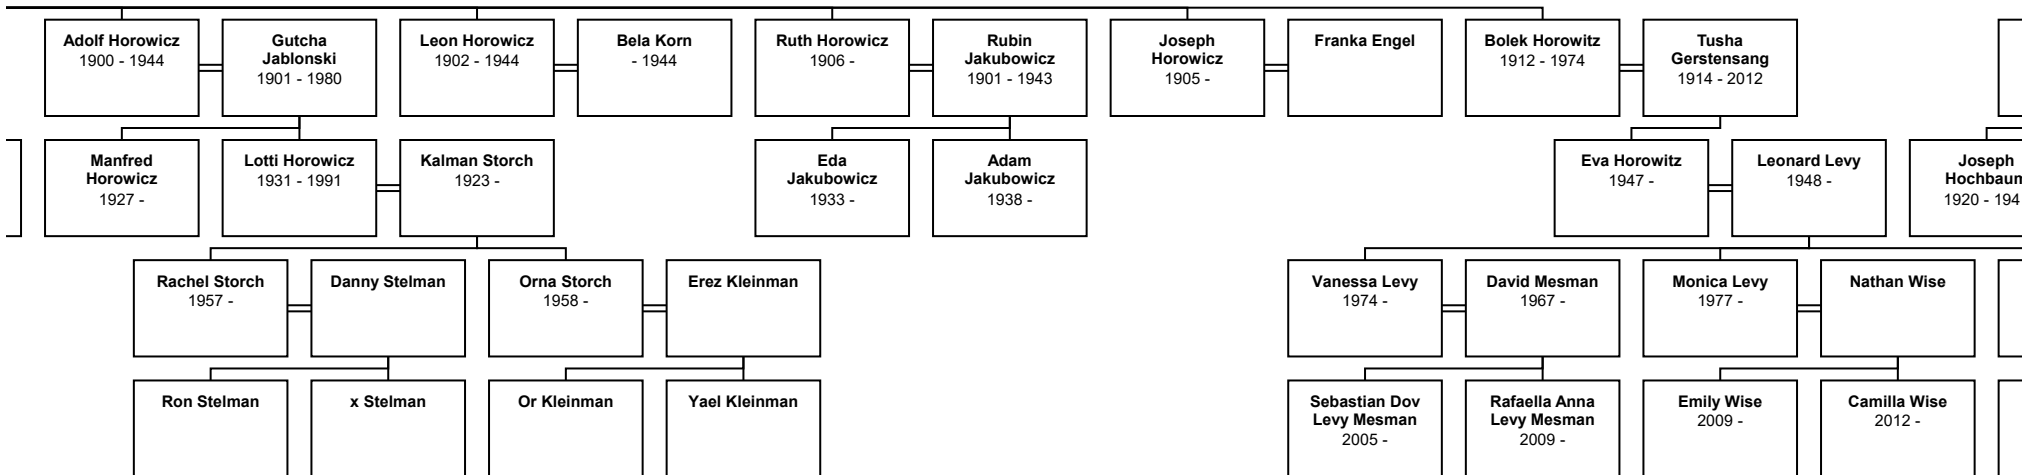 Adolf Horowicz
1900 - 1944
Gutcha
Jablonski
1901 - 1980
Leon Horowicz
1902 - 1944
Bela Korn
- 1944
Ruth Horowicz
1906 -
Rubin
Jakubowicz
1901 - 1943
Joseph
Horowicz
1905 -
Franka Engel
Bolek Horowitz
1912 - 1974
Tusha
Gerstensang
1914 - 2012
Manfred
Horowicz
1927 -
Lotti Horowicz
1931 - 1991
Kalman Storch
1923 -
Eda
Jakubowicz
1933 -
Adam
Jakubowicz
1938 -
Eva Horowitz
1947 -
Leonard Levy
1948 -
Joseph
Hochbaum
1920 - 194
Rachel Storch
1957 -
Danny Stelman
Orna Storch
1958 -
Erez Kleinman
Vanessa Levy
1974 -
David Mesman
1967 -
Monica Levy
1977 -
Nathan Wise
Ron Stelman
x Stelman
Or Kleinman
Yael Kleinman
Sebastian Dov
Levy Mesman
2005 -
Rafaella Anna
Levy Mesman
2009 -
Emily Wise
2009 -
Camilla Wise
2012 -